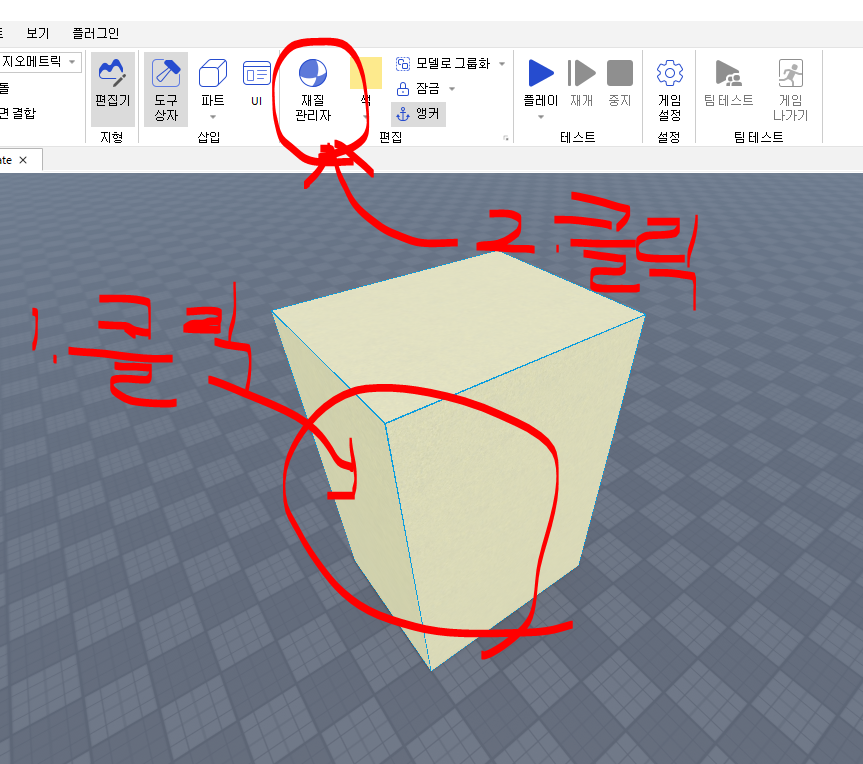 보기 플러그인
지오메트릭
편집기
도구 상자
파트
UI
재질 관리자
색
모델로 그룹화
잠금
앵커
플레이
재개
중지
게임 설정
팀 테스트
게임 나가기
면 결합
지형
삽입
편집
테스트
설정
팀 테스트
ate ×
2. 클릭
1. 클릭